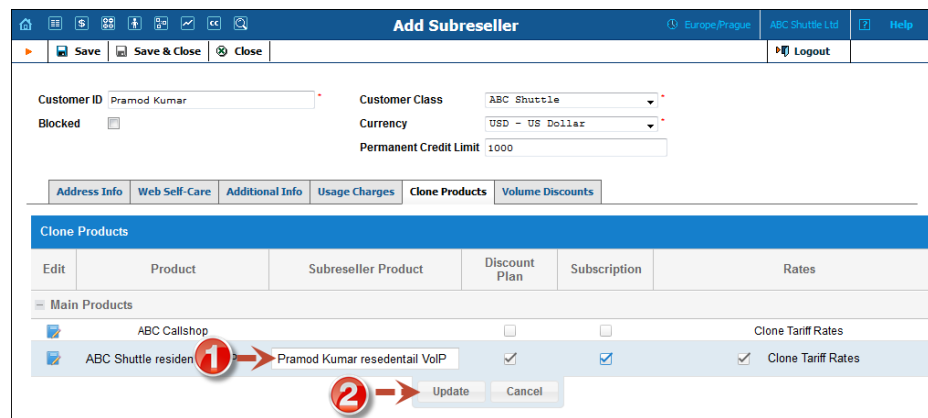 Add Subreseller
Europe/Prague
ABC Shuttle Ltd
? Help
Save
Save & Close
Close
Logout
Customer ID Pramod Kumar *
Customer Class ABC Shuttle *
Blocked
Currency USD - US Dollar *
Permanent Credit Limit 1000
Address Info
Web Self-Care
Additional Info
Usage Charges
Clone Products
Volume Discounts
Clone Products
Edit
Product
Subreseller Product
Discount
Plan
Subscription
Rates
Main Products
ABC Callshop
Clone Tariff Rates
ABC Shuttle residen
P
1
Pramod Kumar resedentail VoIP
Clone Tariff Rates
2
Update
Cancel